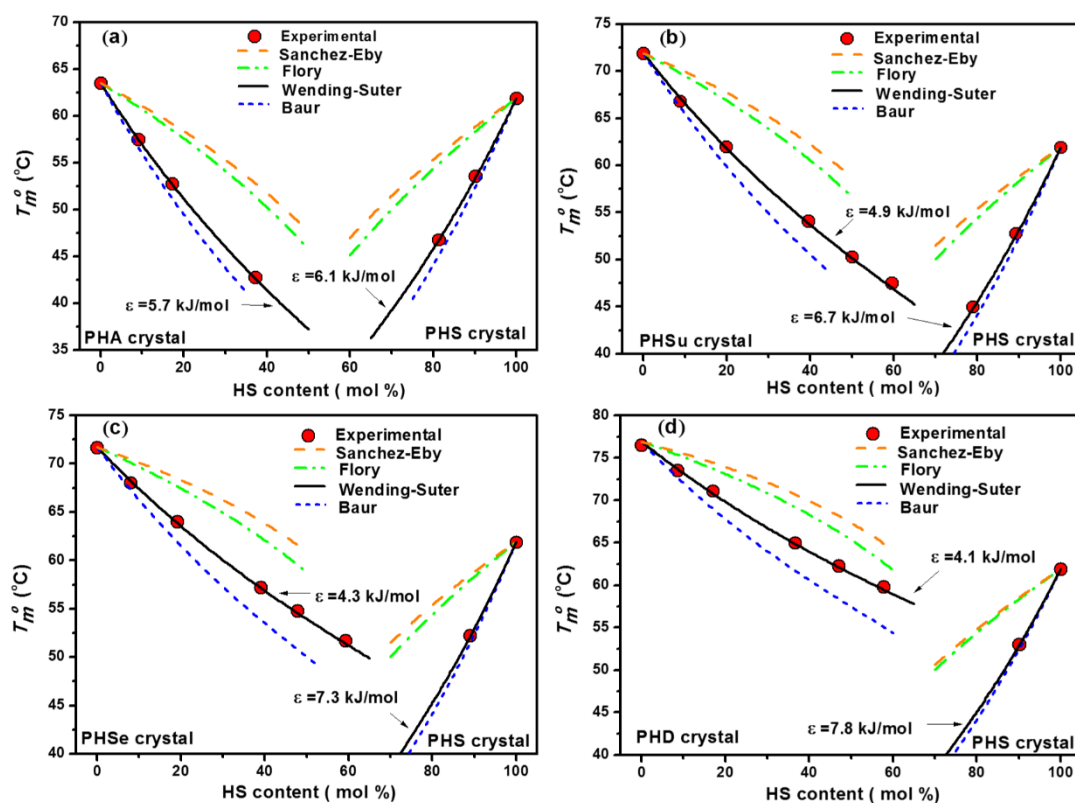 (a)
Experimental
Sanchez-Eby
Flory
Wending-Suter
Baur
70
65
60
55
50
45
40
35
T_m^o (°C)
ε =5.7 kJ/mol
ε =6.1 kJ/mol
PHA crystal
PHS crystal
0 20 40 60 80 100
HS content ( mol %)
(b)
Experimental
Sanchez-Eby
Flory
Wending-Suter
Baur
75
70
65
60
55
50
45
40
T_m^o (°C)
ε =4.9 kJ/mol
ε =6.7 kJ/mol
PHSu crystal
PHS crystal
0 20 40 60 80 100
HS content ( mol %)
(c)
Experimental
Sanchez-Eby
Flory
Wending-Suter
Baur
75
70
65
60
55
50
45
40
T_m^o (°C)
ε =4.3 kJ/mol
ε =7.3 kJ/mol
PHSe crystal
PHS crystal
0 20 40 60 80 100
HS content ( mol %)
(d)
Experimental
Sanchez-Eby
Flory
Wending-Suter
Baur
80
75
70
65
60
55
50
45
40
T_m^o (°C)
ε =4.1 kJ/mol
ε =7.8 kJ/mol
PHD crystal
PHS crystal
0 20 40 60 80 100
HS content ( mol %)